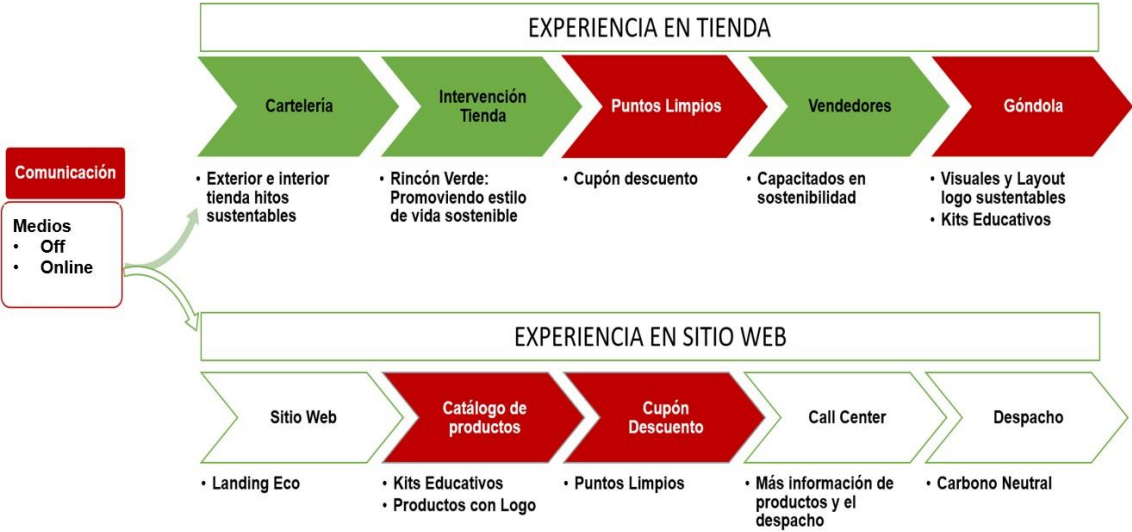 EXPERIENCIA EN TIENDA
Cartelería
Intervención
Tienda
Puntos Limpios
Vendedores
Góndola
• Exterior e interior
tienda hitos
sustentables
• Rincón Verde:
Promoviendo estilo
de vida sostenible
• Cupón descuento
• Capacitados en
sostenibilidad
• Visuales y Layout
logo sustentables
• Kits Educativos
Comunicación
Medios
• Off
• Online
EXPERIENCIA EN SITIO WEB
Sitio Web
Catálogo de
productos
Cupón
Descuento
Call Center
Despacho
• Landing Eco
• Kits Educativos
• Productos con Logo
• Puntos Limpios
• Más información de
productos y el
despacho
• Carbono Neutral